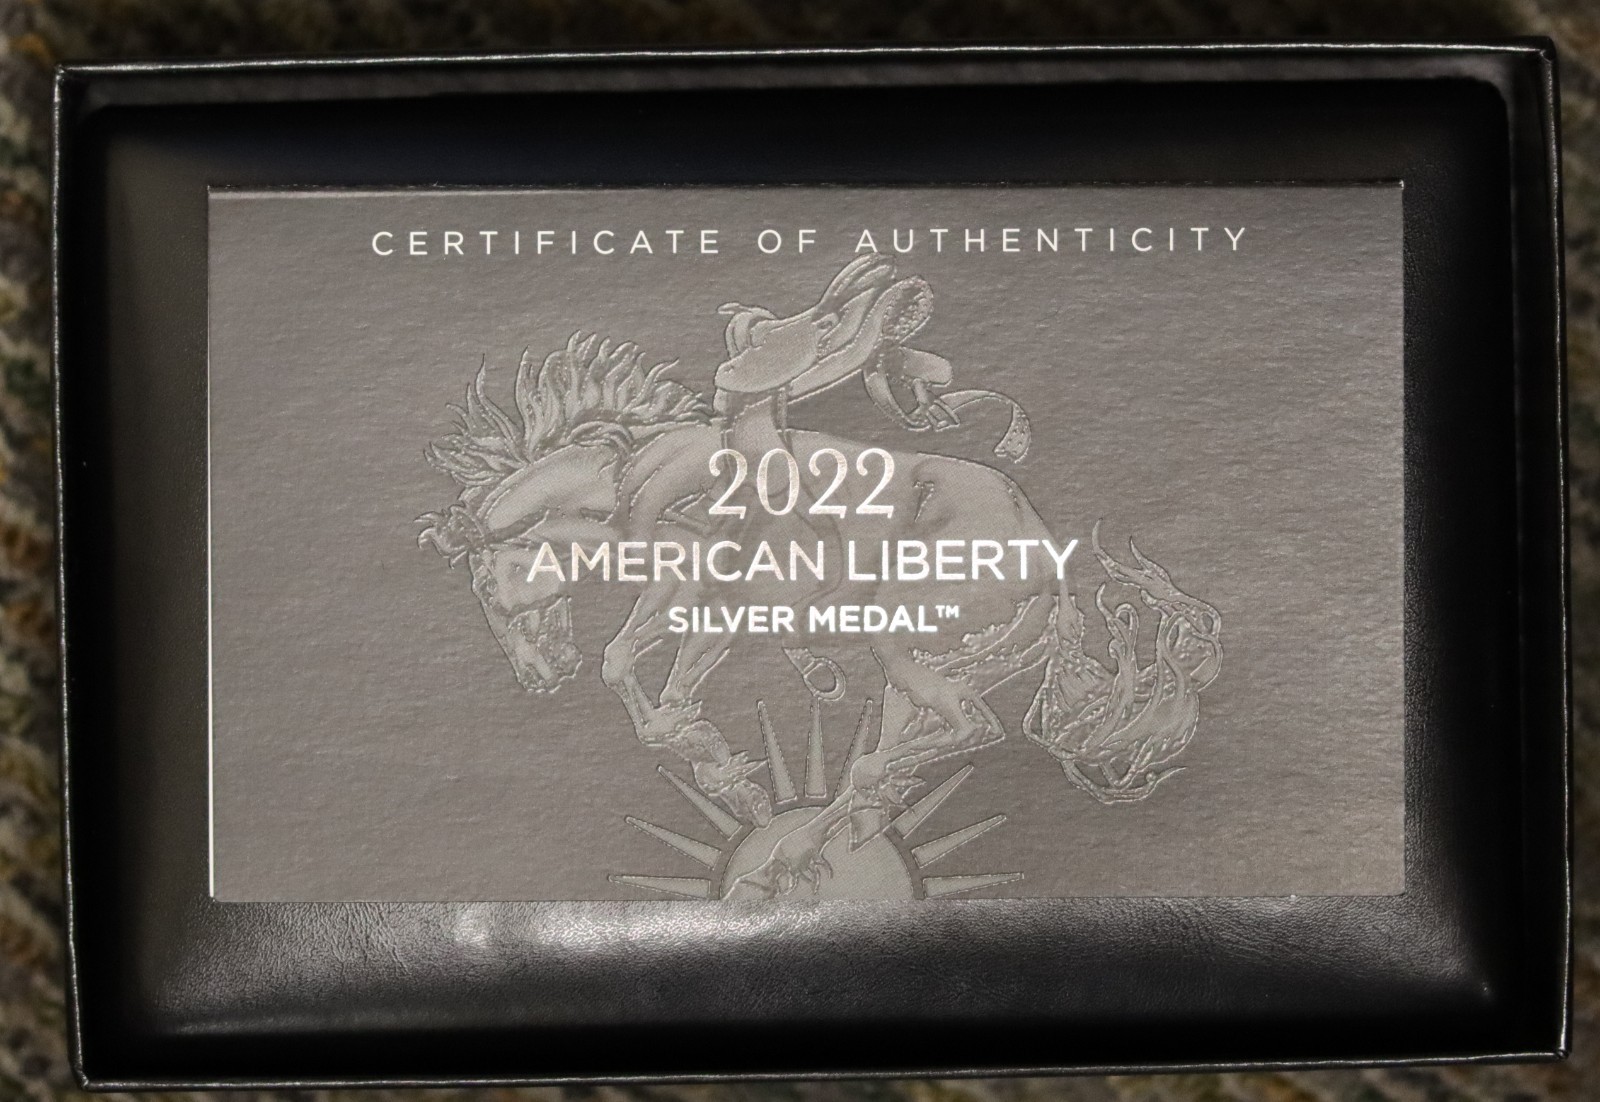 CERTIFICATE OF AUTHENTICITY
2022
AMERICAN LIBERTY
SILVER MEDAL™